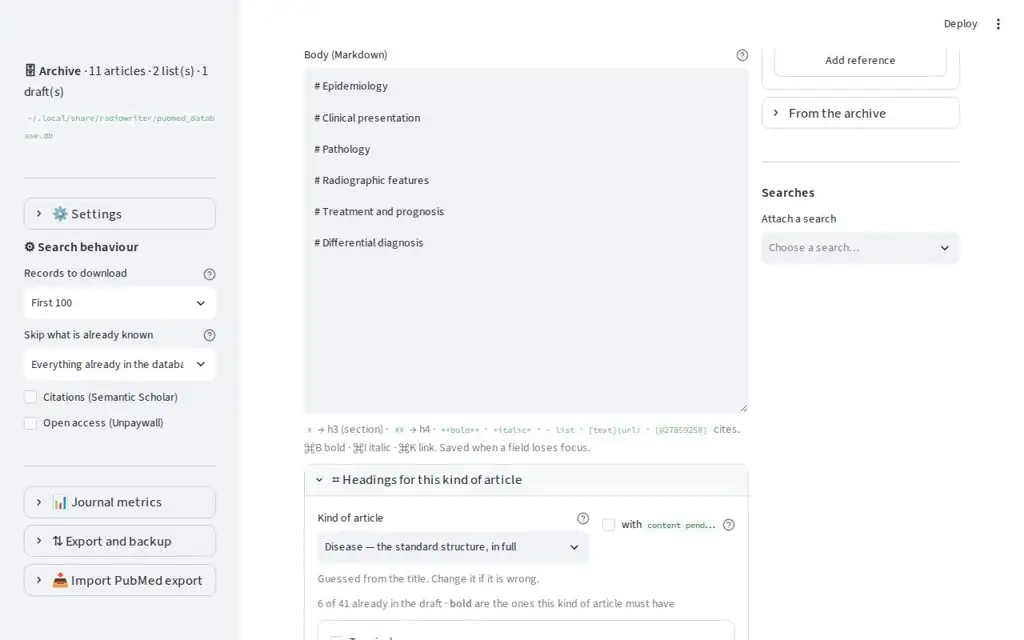 Deploy
🗄 Archive · 11 articles · 2 list(s) · 1
draft(s)
~/.local/share/radiowriter/pubmed_datab
ase.db
⚙️ Settings
⚙ Search behaviour
Records to download
First 100
Skip what is already known
Everything already in the databa
Citations (Semantic Scholar)
Open access (Unpaywall)
📊 Journal metrics
⇅ Export and backup
📥 Import PubMed export
Body (Markdown)
# Epidemiology
# Clinical presentation
# Pathology
# Radiographic features
# Treatment and prognosis
# Differential diagnosis
# → h3 (section) · ## → h4 · **bold** · *italic* · - list · [text](url) · [@27859258] cites.
⌘B bold · ⌘I italic · ⌘K link. Saved when a field loses focus.
⌗ Headings for this kind of article
Kind of article
with content pend…
Disease — the standard structure, in full
Guessed from the title. Change it if it is wrong.
6 of 41 already in the draft · bold are the ones this kind of article must have
Add reference
From the archive
Searches
Attach a search
Choose a search…